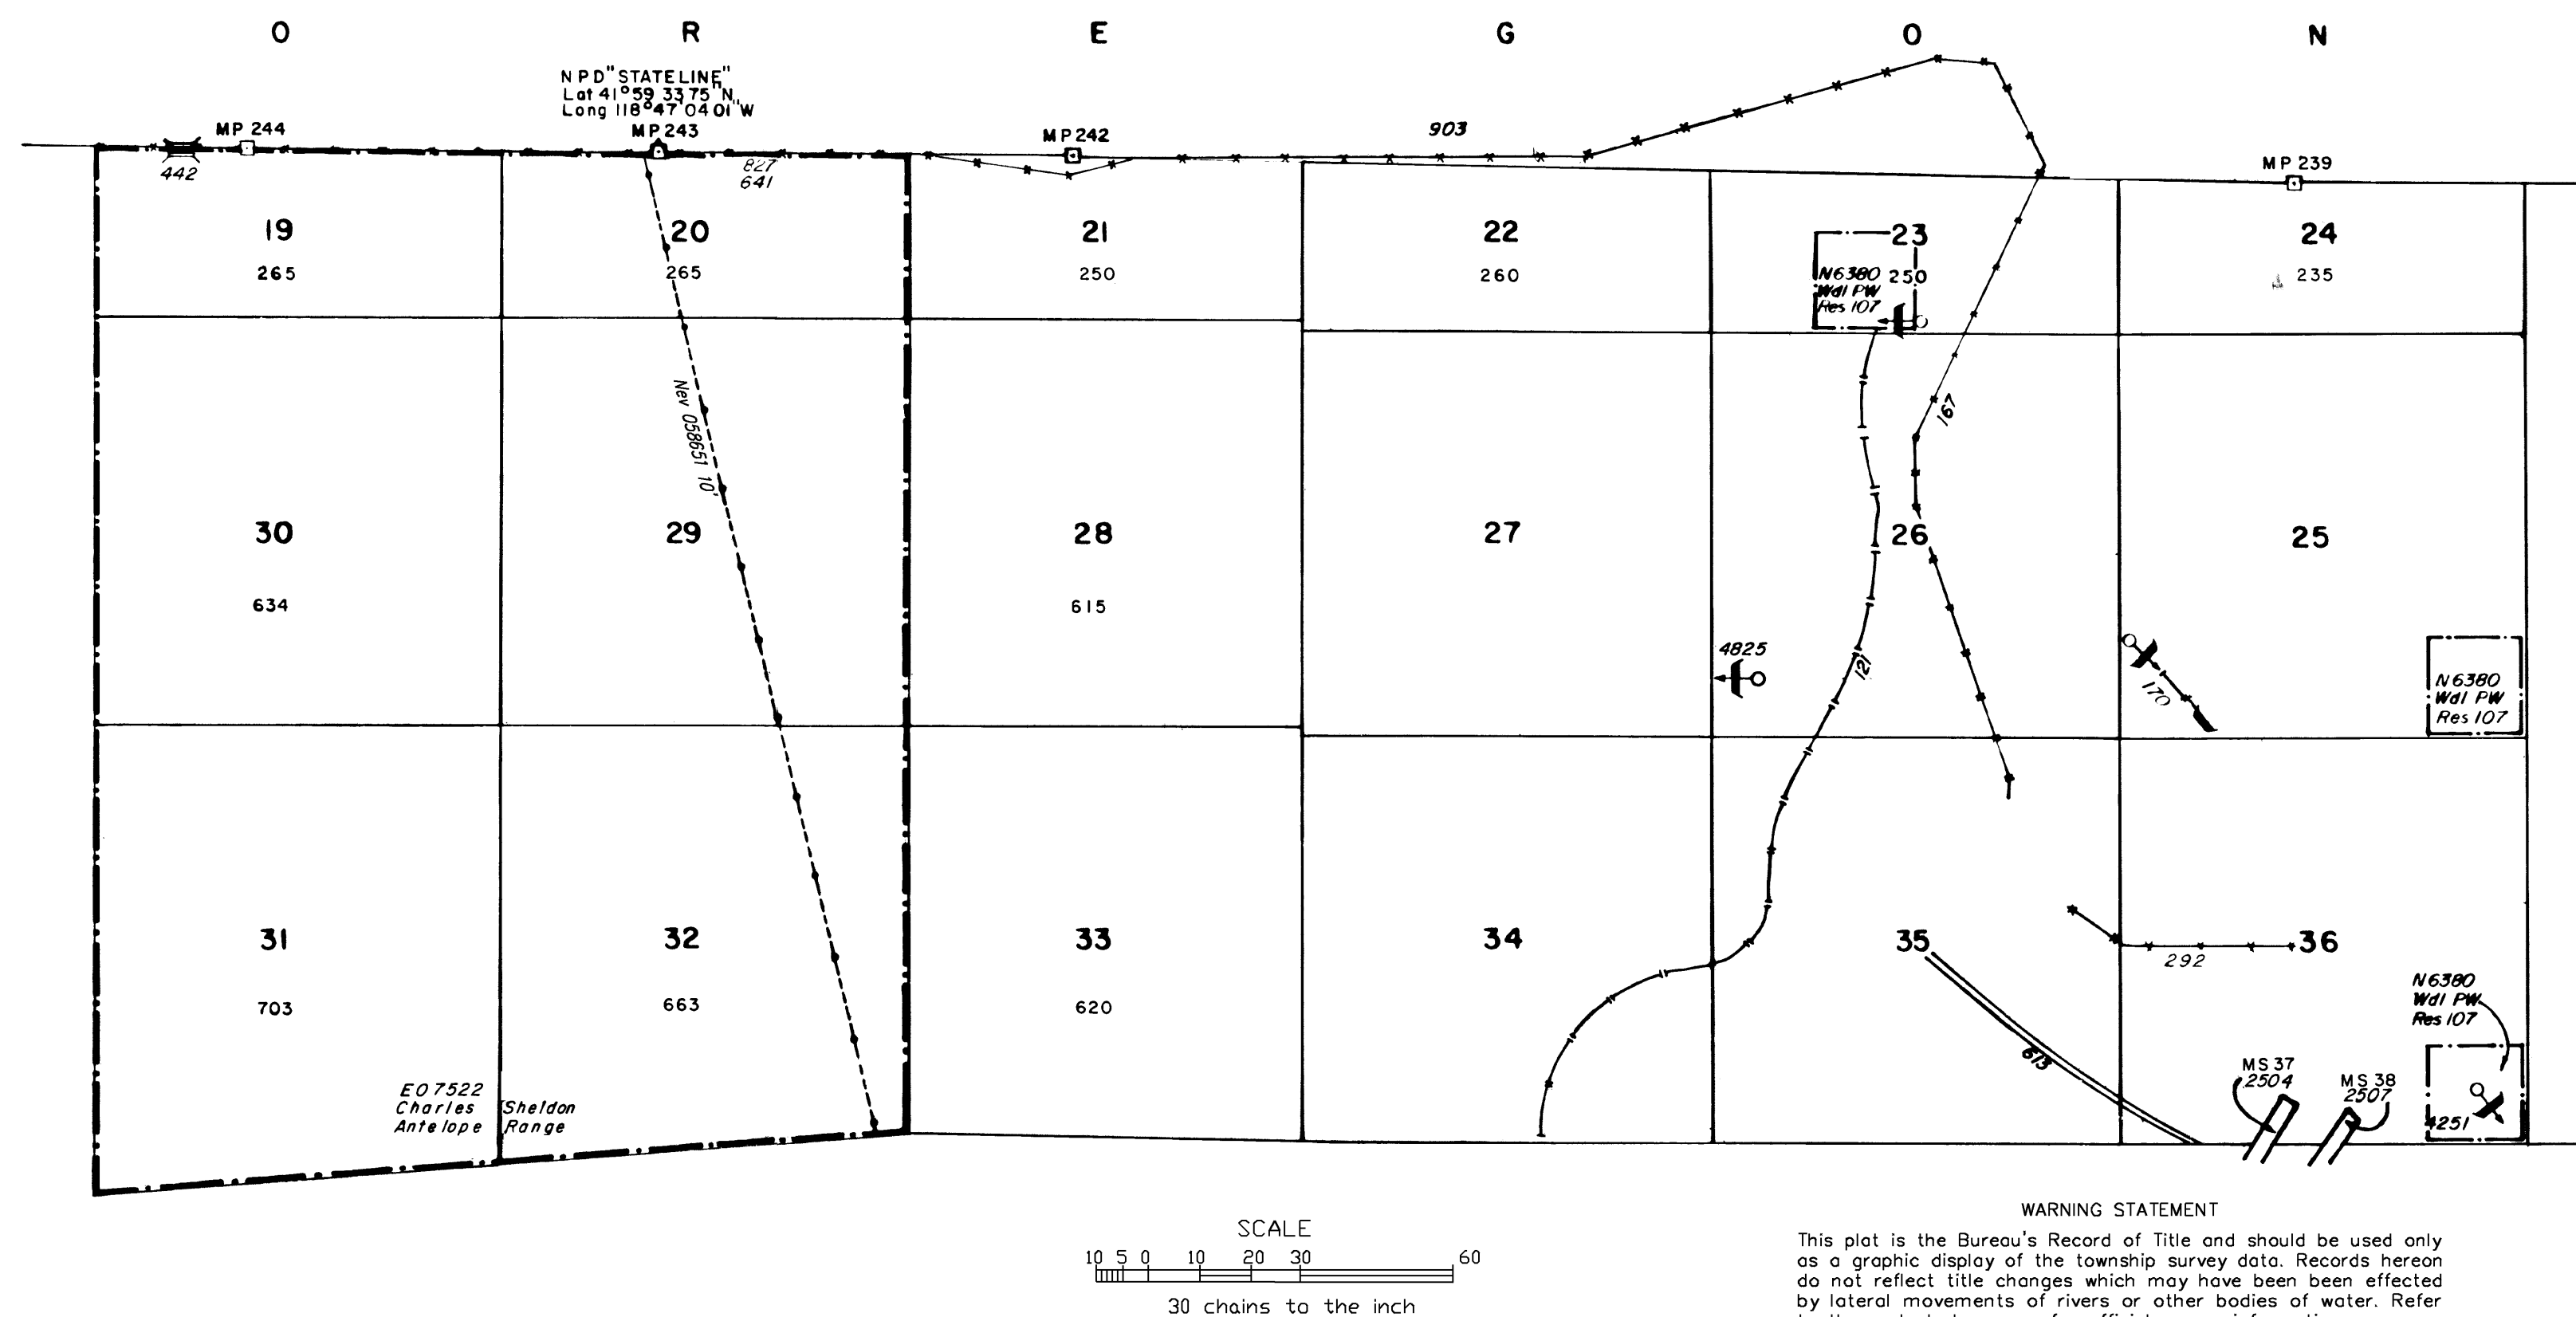 O R E G O N
NPD "STATELINE"
Lat 41°59'33.75"N
Long 118°47'04.01"W
MP 244
MP 243
MP 242
903
MP 239
442
827
641
19
20
21
22
23
24
265
265
250
260
250
235
N6380
Wdl PW
Res 107
Nev 058651 10'
167
30
29
28
27
26
25
634
615
4825
121
170
N6380
Wdl PW
Res 107
31
32
33
34
35
36
703
663
620
292
N6380
Wdl PW
Res 107
673
MS 37
2504
MS 38
2507
4251
EO 7522
Charles Sheldon
Antelope Range
SCALE
10 5 0 10 20 30 60
30 chains to the inch
WARNING STATEMENT
This plat is the Bureau's Record of Title and should be used only
as a graphic display of the township survey data. Records hereon
do not reflect title changes which may have been been effected
by lateral movements of rivers or other bodies of water. Refer